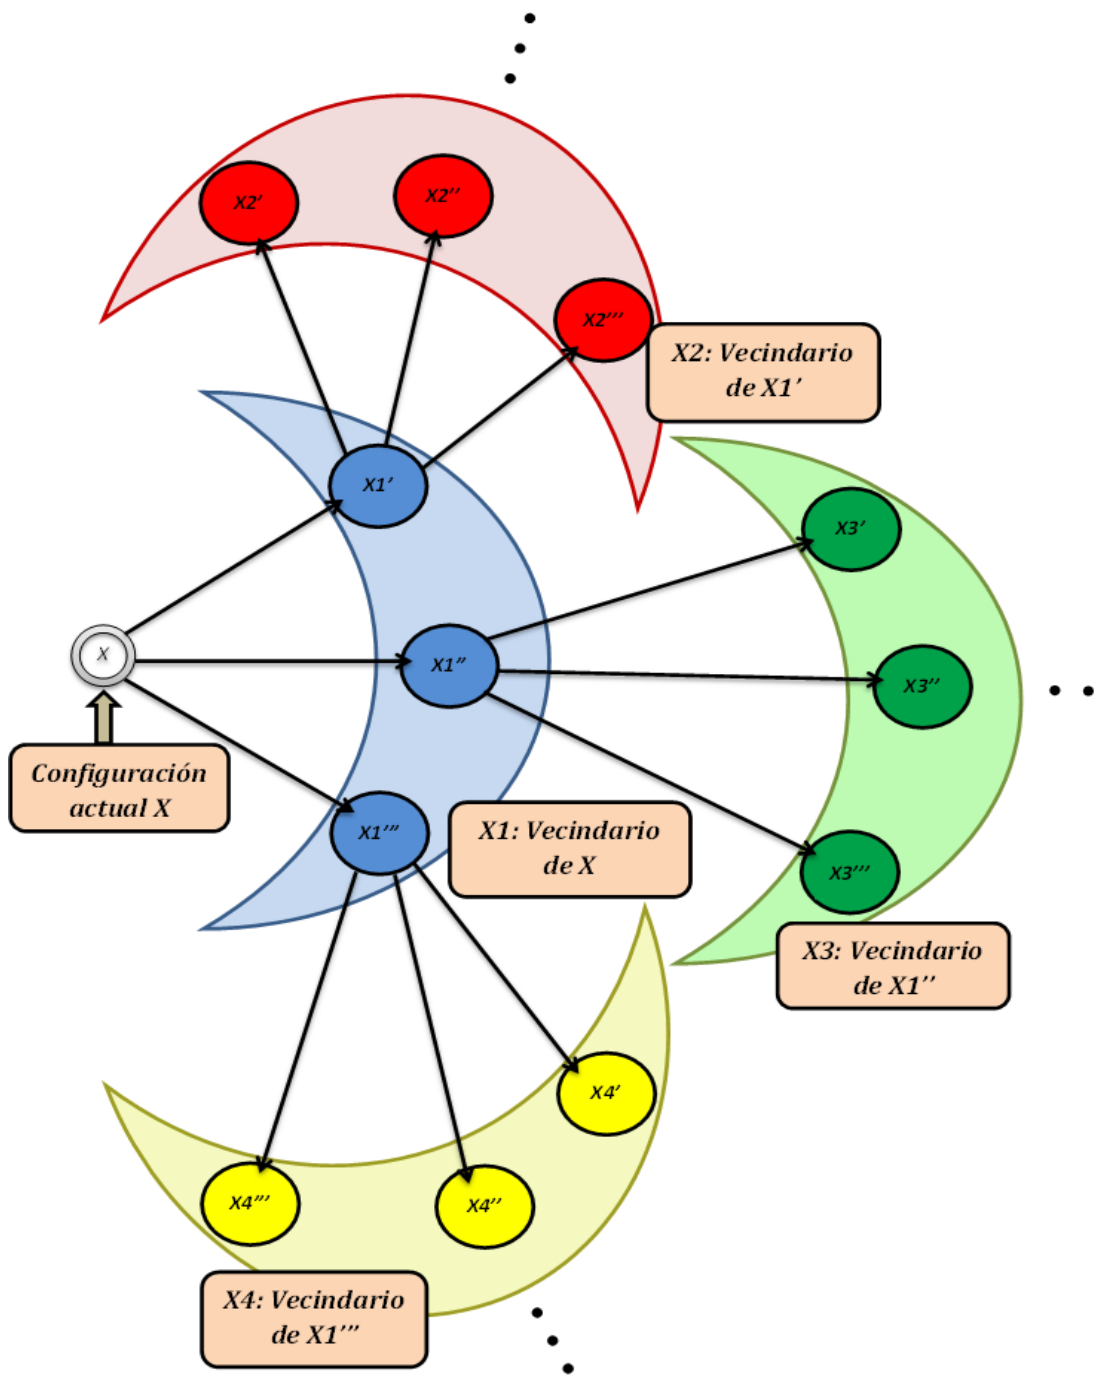 X2'
X2''
X2'''
X2: Vecindario
de X1'
X1'
X3'
X
X1''
X3''
Configuración
actual X
X1'''
X1: Vecindario
de X
X3'''
X3: Vecindario
de X1''
X4'
X4'''
X4''
X4: Vecindario
de X1'''